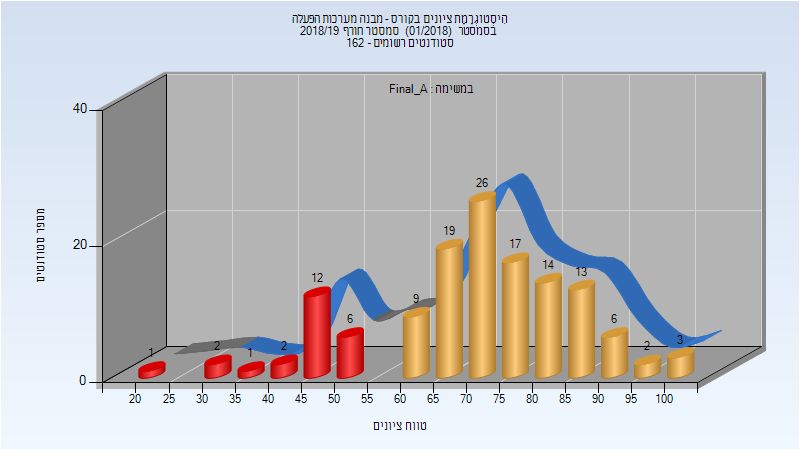 היסטוגרמת ציונים בקורס - מבנה מערכות הפעלה
בסמסטר (01/2018) סמסטר חורף 2018/19
סטודנטים רשומים - 162
במשימה : Final_A
מספר סטודנטים
40
20
0
1
2
1
2
12
6
9
19
26
17
14
13
6
2
3
20 25 30 35 40 45 50 55 60 65 70 75 80 85 90 95 100
טווח ציונים